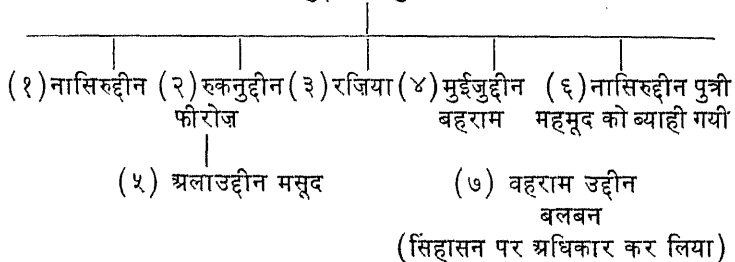 (१) नासिरुद्दीन (२) रुकनुद्दीन (३) रजिया (४) मुईजुद्दीन (६) नासिरुद्दीन पुत्री
फीरोज़ बहराम महमूद को ब्याही गयी
(५) अलाउद्दीन मसूद (७) वहराम उद्दीन
बलबन
(सिंहासन पर अधिकार कर लिया)